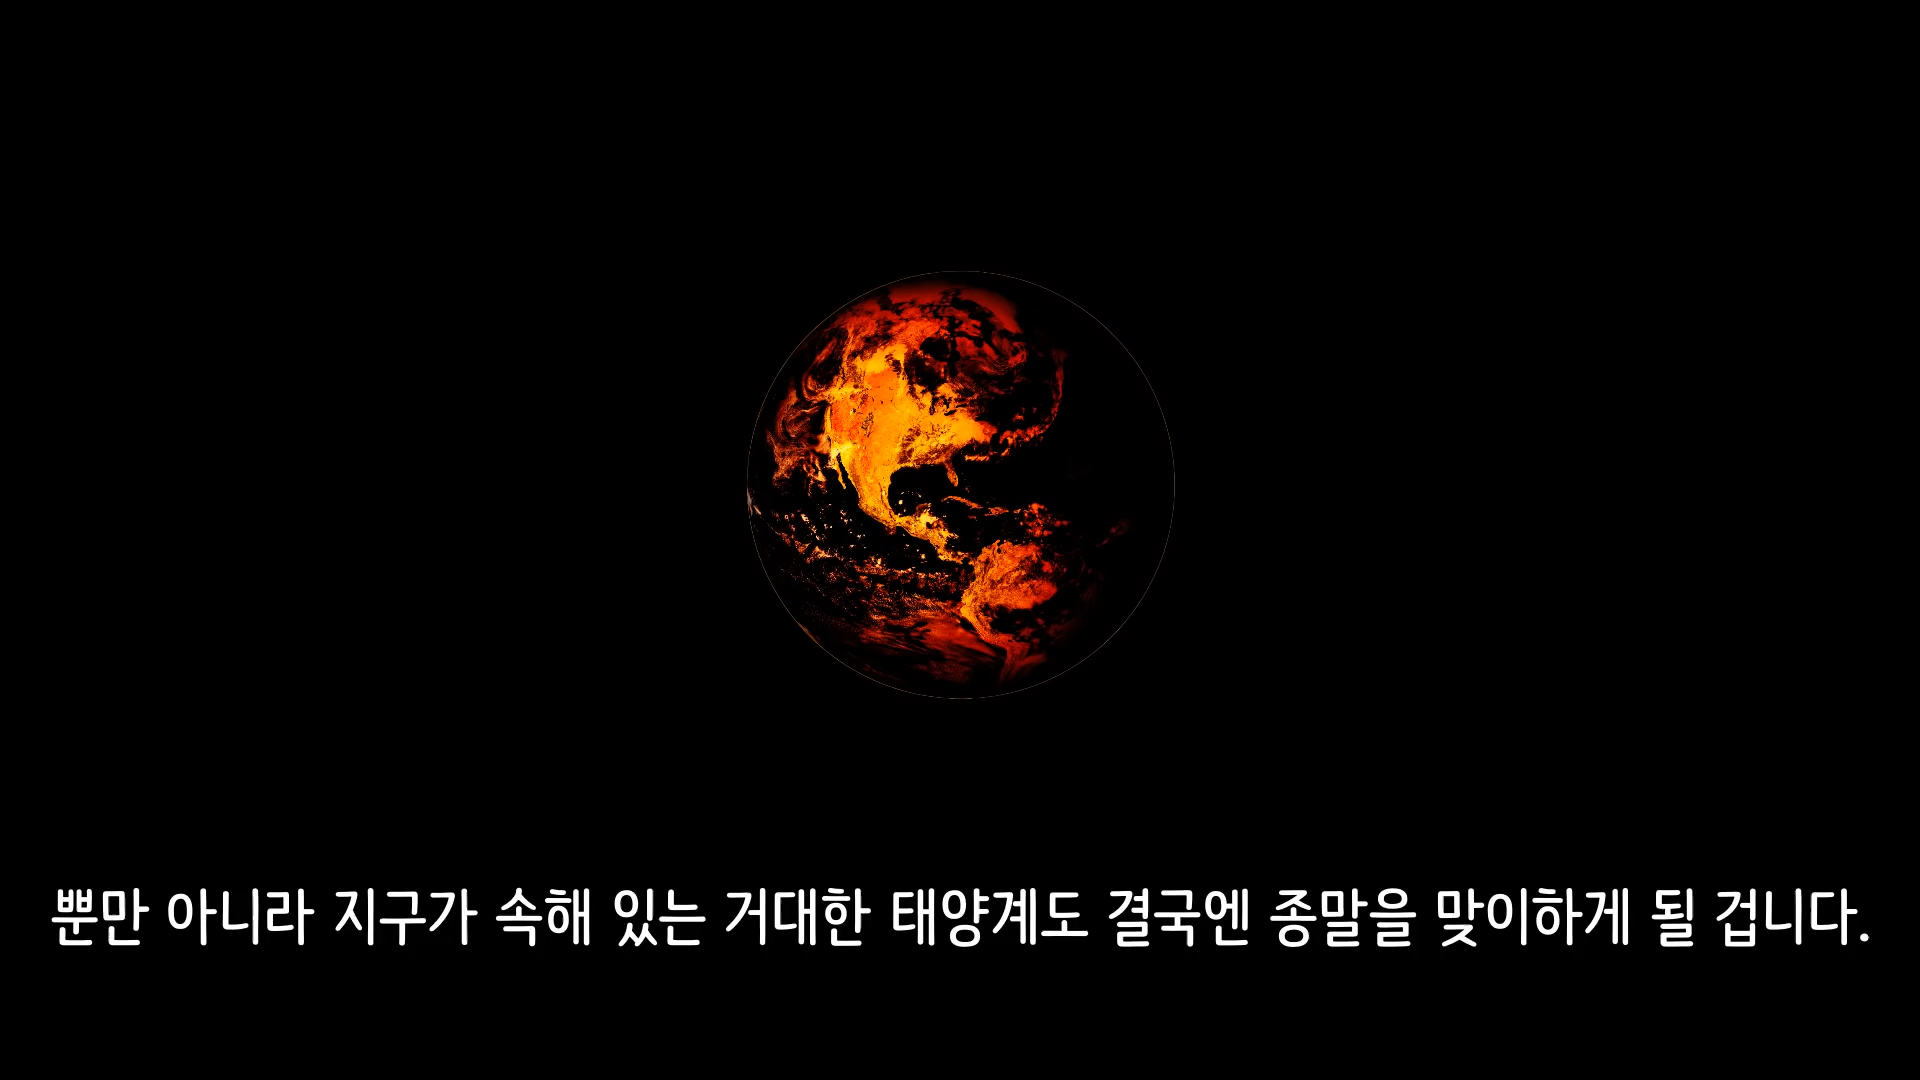 뿐만 아니라 지구가 속해 있는 거대한 태양계도 결국엔 종말을 맞이하게 될 겁니다.